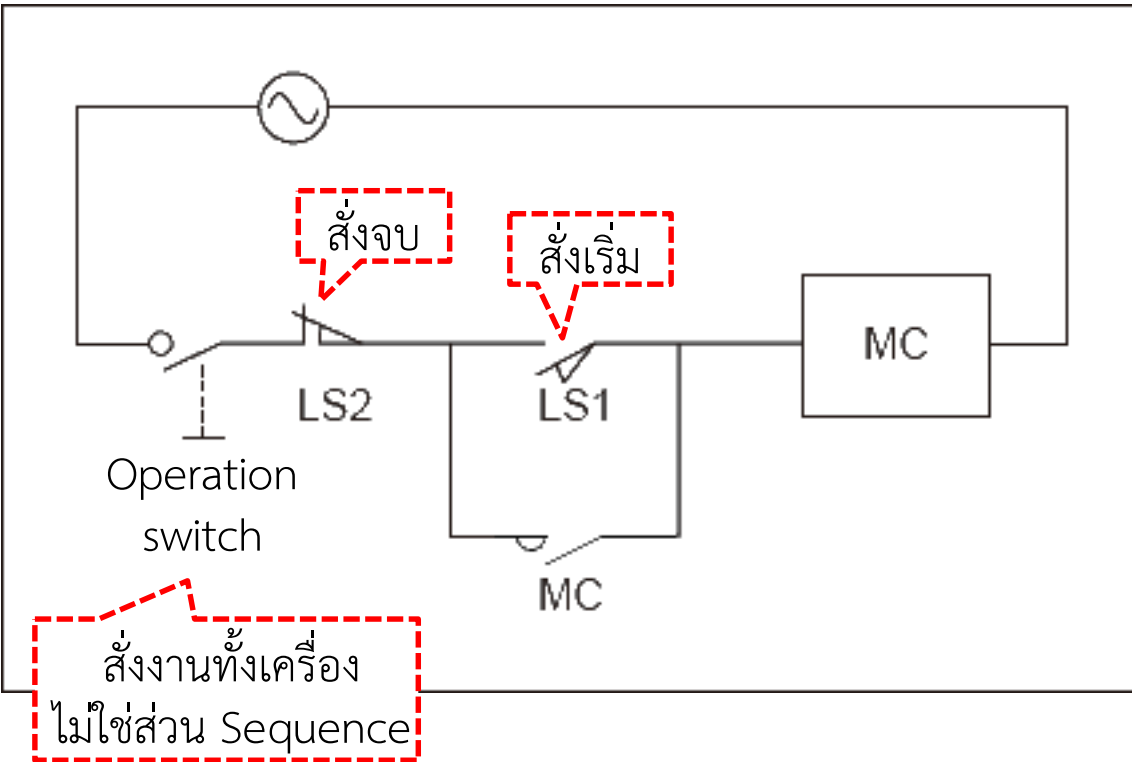 สั่งจบ
สั่งเริ่ม
MC
LS2
LS1
Operation
switch
MC
สั่งงานทั้งเครื่อง
ไม่ใช่ส่วน Sequence